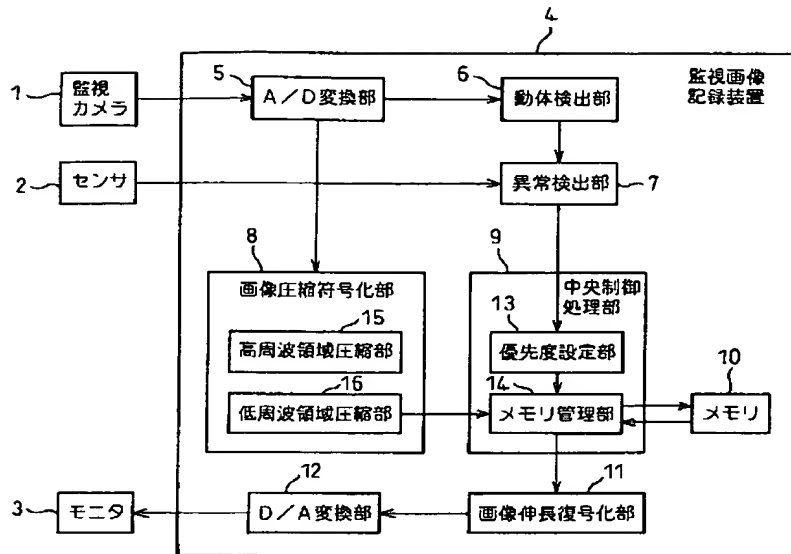 4
監視画像
記録装置
1
監視
カメラ
5
A/D変換部
6
動体検出部
2
センサ
異常検出部
7
8
画像圧縮符号化部
15
高周波領域圧縮部
16
低周波領域圧縮部
9
中央制御
処理部
13
優先度設定部
14
メモリ管理部
10
メモリ
3
モニタ
12
D/A変換部
11
画像伸長復号化部